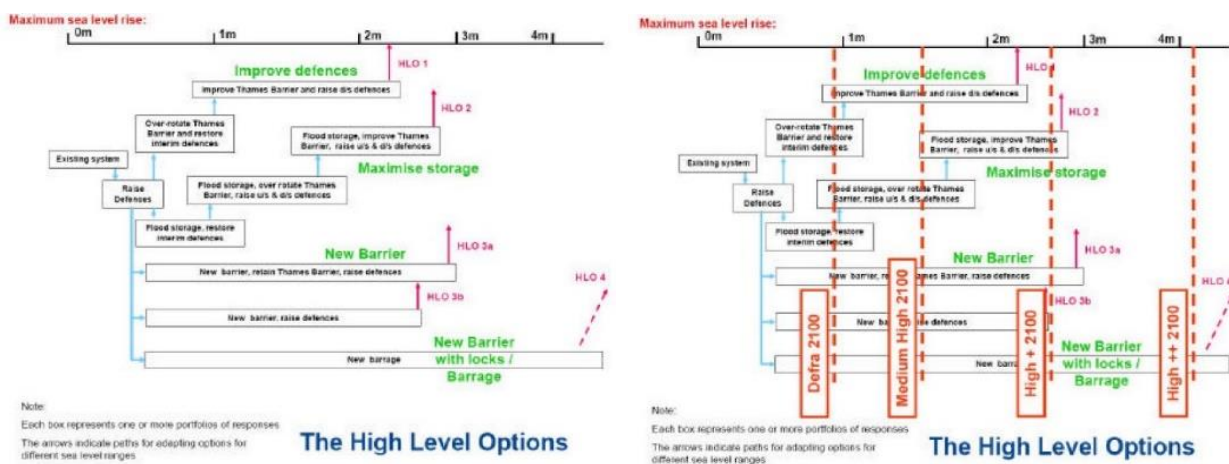 Maximum sea level rise:
0m 1m 2m 3m 4m
HLO 1
Improve defences
Improve Thames Barrier and raise d/s defences
HLO 2
Over-rotate Thames
Barrier and restore
interim defences
Flood storage, improve Thames
Barrier, raise u/s & d/s defences
Existing system
Maximise storage
Raise
Defences
Flood storage, over rotate Thames
Barrier, raise u/s & d/s defences
Flood storage, restore
interim defences
HLO 3a
New Barrier
New barrier, retain Thames Barrier, raise defences
HLO 4
HLO 3b
New barrier, raise defences
New Barrier
with locks /
Barrage
New barrage
Note:
Each box represents one or more portfolios of responses
The arrows indicate paths for adapting options for
different sea level ranges
The High Level Options
Maximum sea level rise:
0m 1m 2m 3m 4m
HLO
Improve defences
Improve Thames Barrier and raise d/s defences
HLO 2
Over-rotate Thames
Barrier and restore
interim defences
Flood storage, improve Thames
Barrier, raise u/s & d/s defences
Existing system
Maximise storage
Raise
Defences
Flood storage, over rotate Thames
Barrier, raise u/s & d/s defences
Flood storage, restore
interim defences
HLO 3a
New Barrier
New barrier, Thames Barrier, raise defences
HLO
HLO 3b
New defences
New Barrier
with locks /
Barrage
New
Defra 2100
Medium High 2100
High + 2100
High ++ 2100
Note:
Each box represents one or more portfolios of responses
The arrows indicate paths for adapting options for
different sea level ranges
The High Level Options